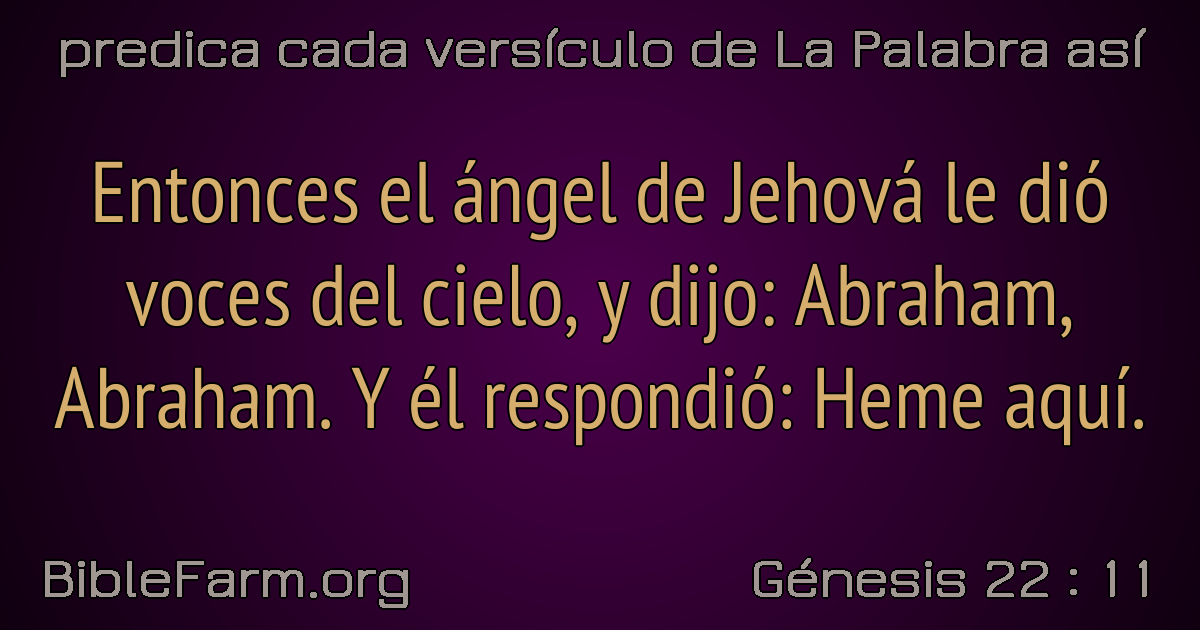 predica cada versículo de La Palabra así
Entonces el ángel de Jehová le dió
voces del cielo, y dijo: Abraham,
Abraham. Y él respondió: Heme aquí.
BibleFarm.org
Génesis 22 : 11